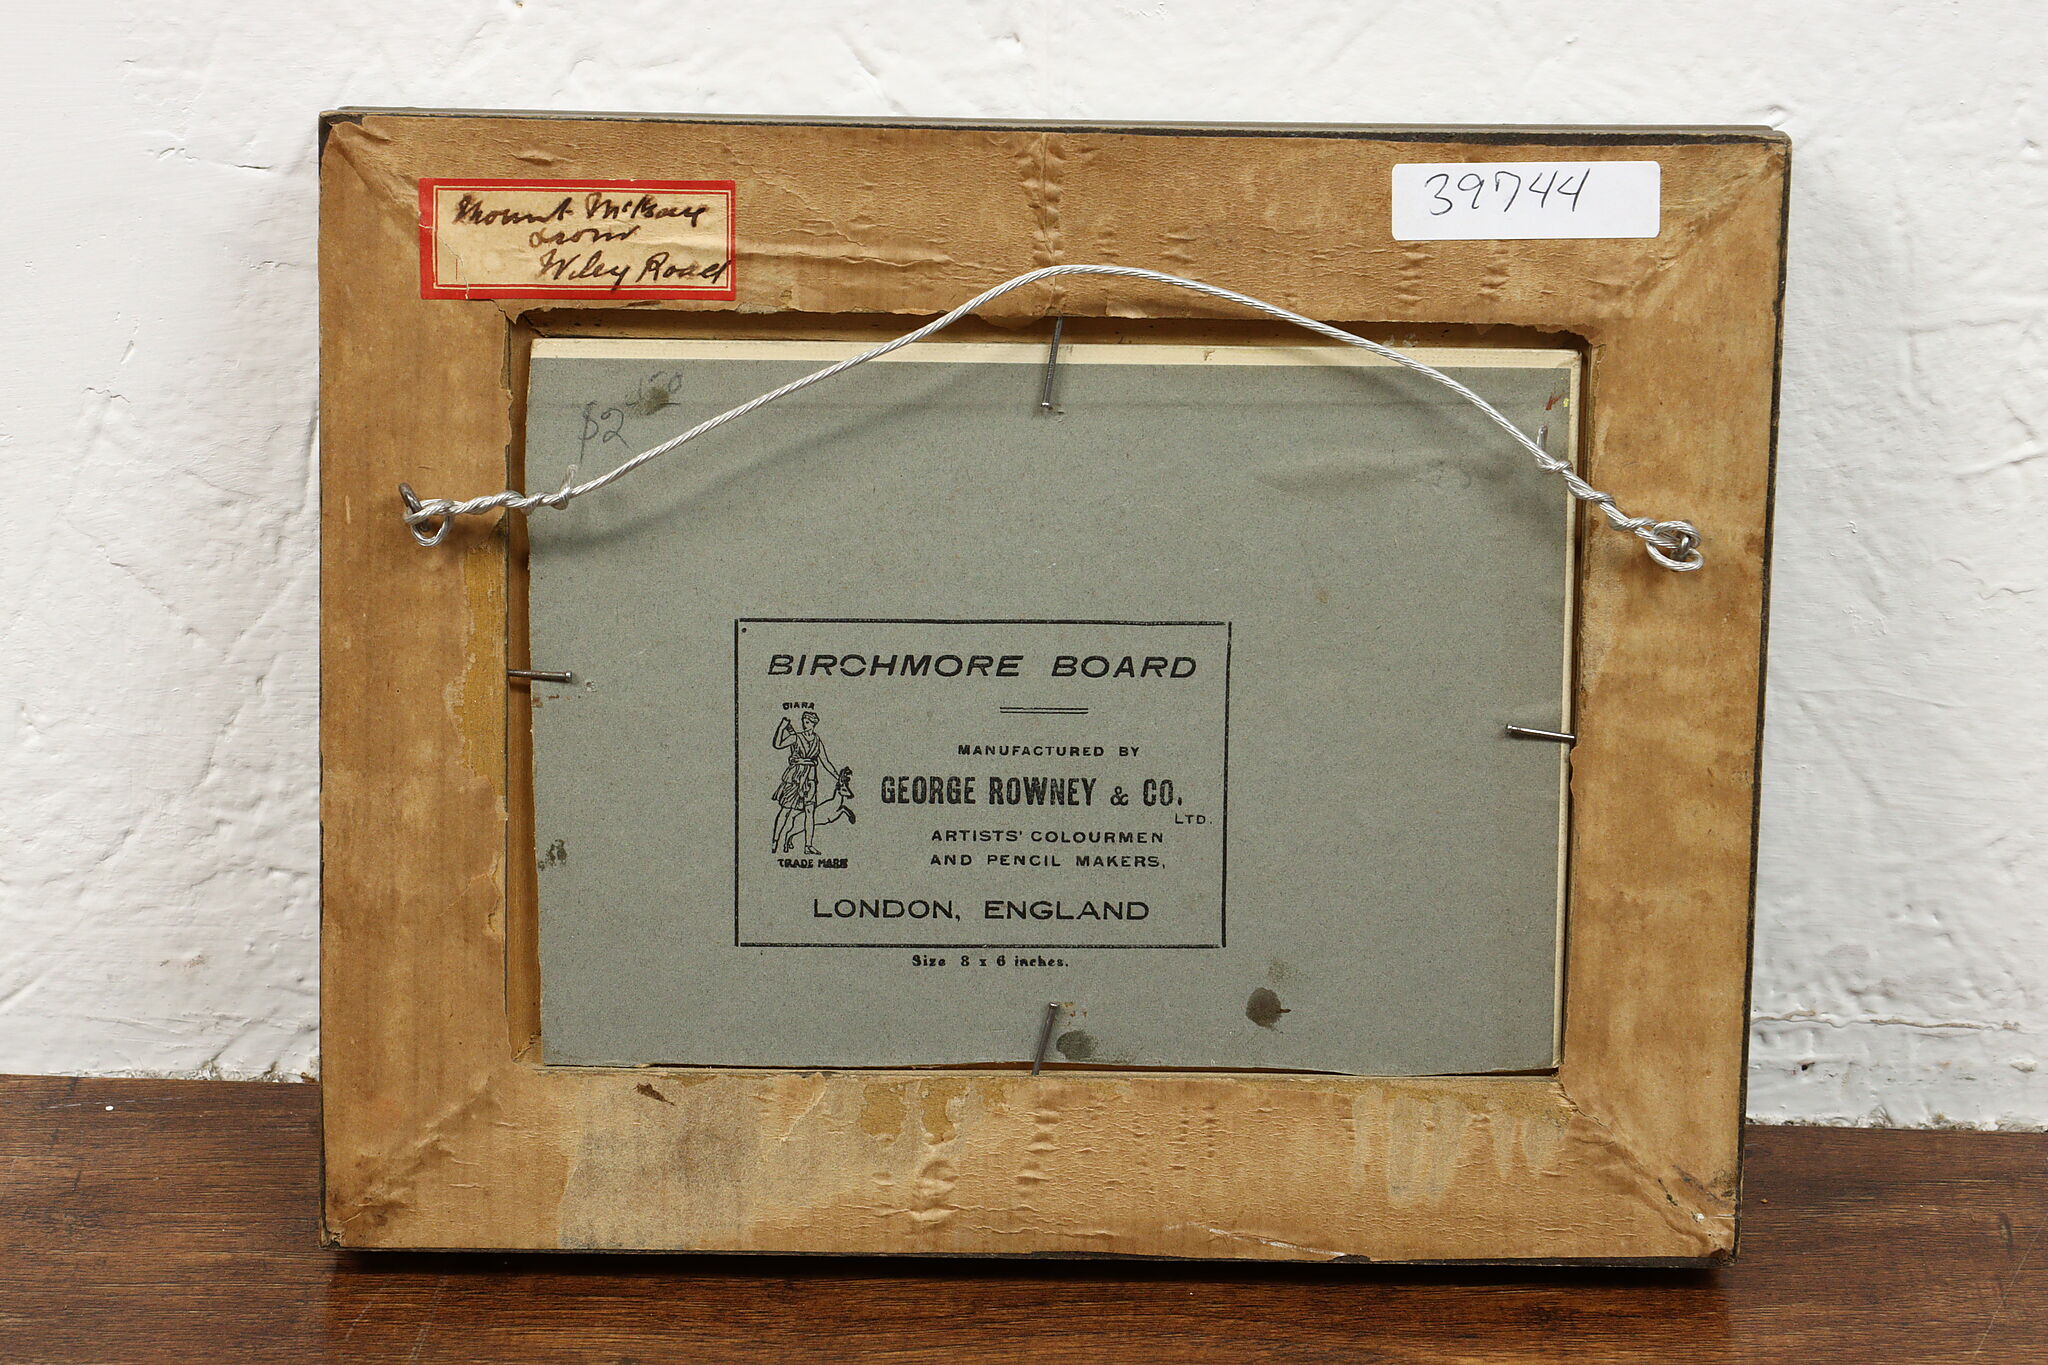 Mount McKay
from
Wiley Road
39744
$2
BIRCHMORE BOARD
DIANA
MANUFACTURED BY
GEORGE ROWNEY & CO.
LTD.
ARTISTS' COLOURMEN
AND PENCIL MAKERS,
TRADE MARK
LONDON, ENGLAND
Size 8 x 6 inches.